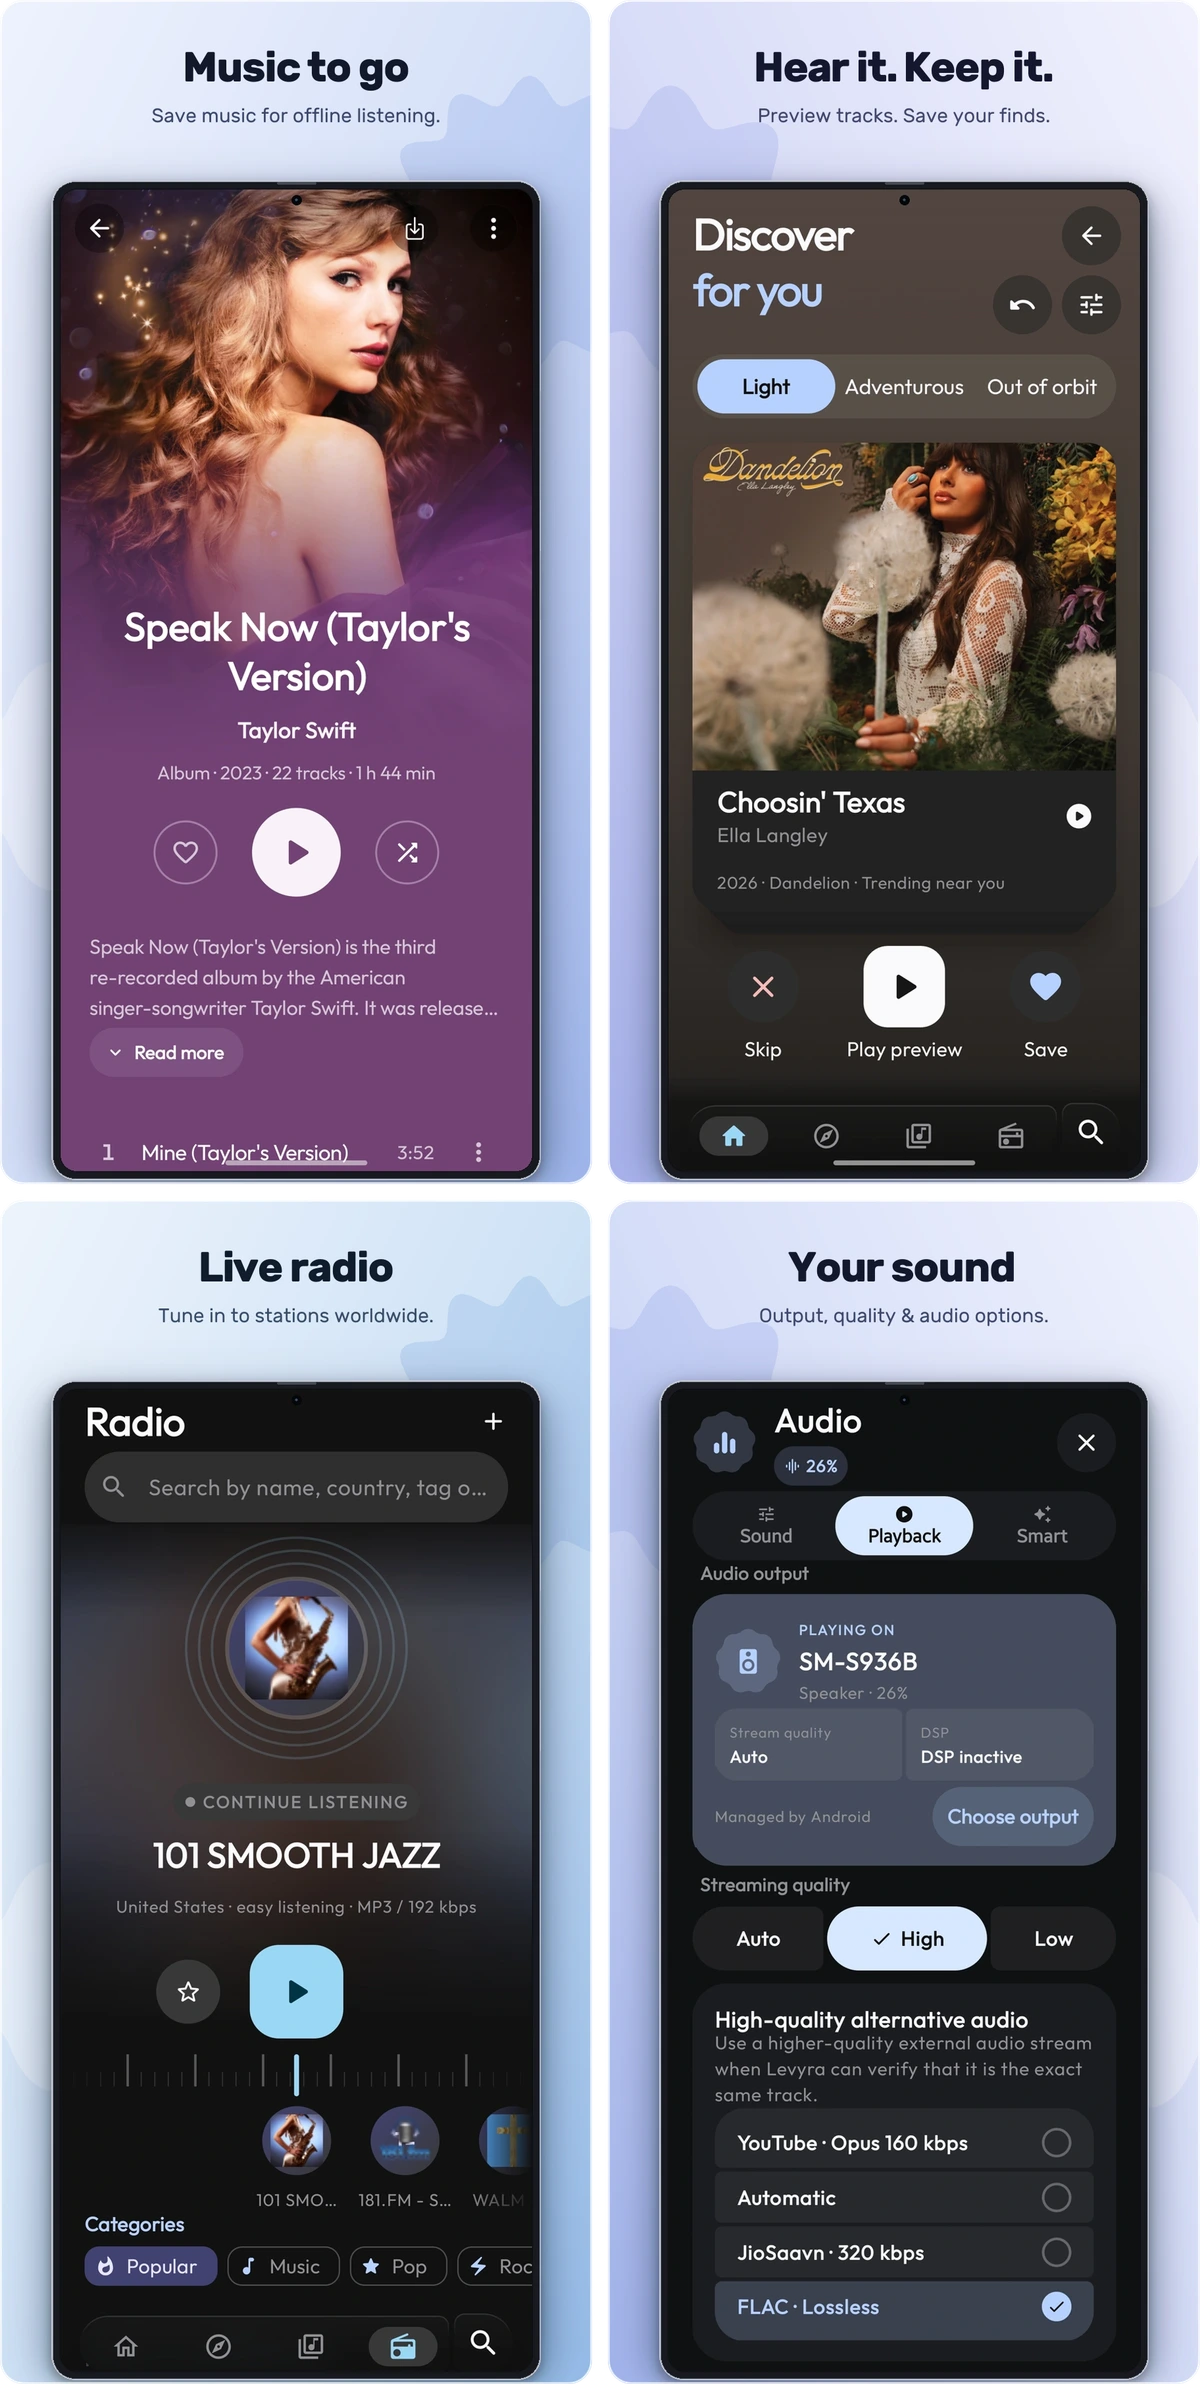 Music to go
Save music for offline listening.
Speak Now (Taylor's
Version)
Taylor Swift
Album · 2023 · 22 tracks · 1 h 44 min
Speak Now (Taylor's Version) is the third
re-recorded album by the American
singer-songwriter Taylor Swift. It was release...
Read more
1 Mine (Taylor's Version) 3:52
Hear it. Keep it.
Preview tracks. Save your finds.
Discover
for you
Light Adventurous Out of orbit
Dandelion
Ella Langley
Choosin' Texas
Ella Langley
2026 · Dandelion · Trending near you
Skip Play preview Save
Live radio
Tune in to stations worldwide.
Radio
Search by name, country, tag o...
CONTINUE LISTENING
101 SMOOTH JAZZ
United States · easy listening · MP3 / 192 kbps
101 SMO... 181.FM - S... WALM
Categories
Popular Music Pop Roc
Your sound
Output, quality & audio options.
Audio
26%
Sound Playback Smart
Audio output
PLAYING ON
SM-S936B
Speaker · 26%
Stream quality DSP
Auto DSP inactive
Managed by Android Choose output
Streaming quality
Auto High Low
High-quality alternative audio
Use a higher-quality external audio stream
when Levyra can verify that it is the exact
same track.
YouTube · Opus 160 kbps
Automatic
JioSaavn · 320 kbps
FLAC · Lossless